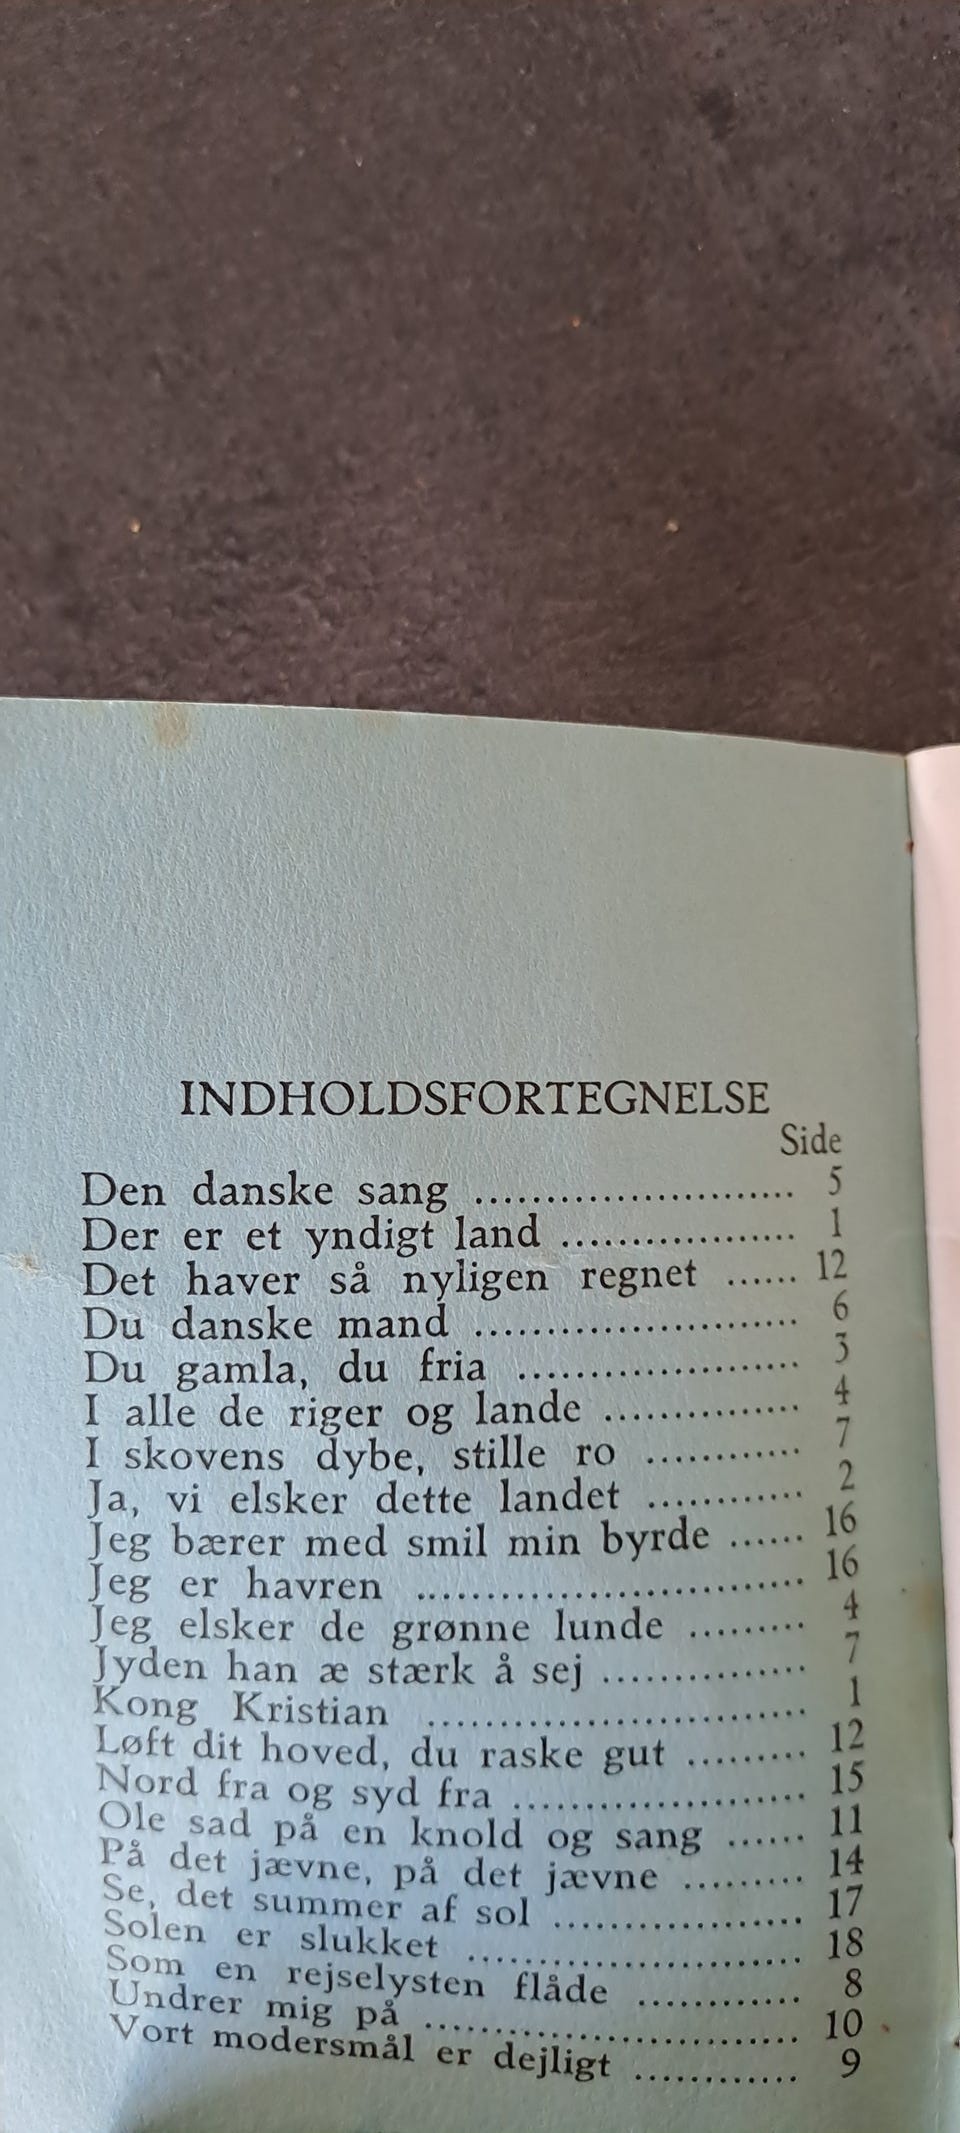 INDHOLDSFORTEGNELSE
Side
Den danske sang ........................... 5
Der er et yndigt land .................... 1
Det haver så nyligen regnet ...... 12
Du danske mand ........................... 6
Du gamla, du fria ........................ 3
I alle de riger og lande ................. 4
I skovens dybe, stille ro ............. 7
Ja, vi elsker dette landet ............. 2
Jeg bærer med smil min byrde ...... 16
Jeg er havren ................................ 16
Jeg elsker de grønne lunde ......... 4
Jyden han æ stærk å sej ............... 7
Kong Kristian ............................... 1
Løft dit hoved, du raske gut ......... 12
Nord fra og syd fra ..................... 15
Ole sad på en knold og sang ...... 11
På det jævne, på det jævne ......... 14
Se, det summer af sol .................. 17
Solen er slukket ........................... 18
Som en rejselysten flåde ............ 8
Undrer mig på .............................. 10
Vort modersmål er dejligt ............ 9